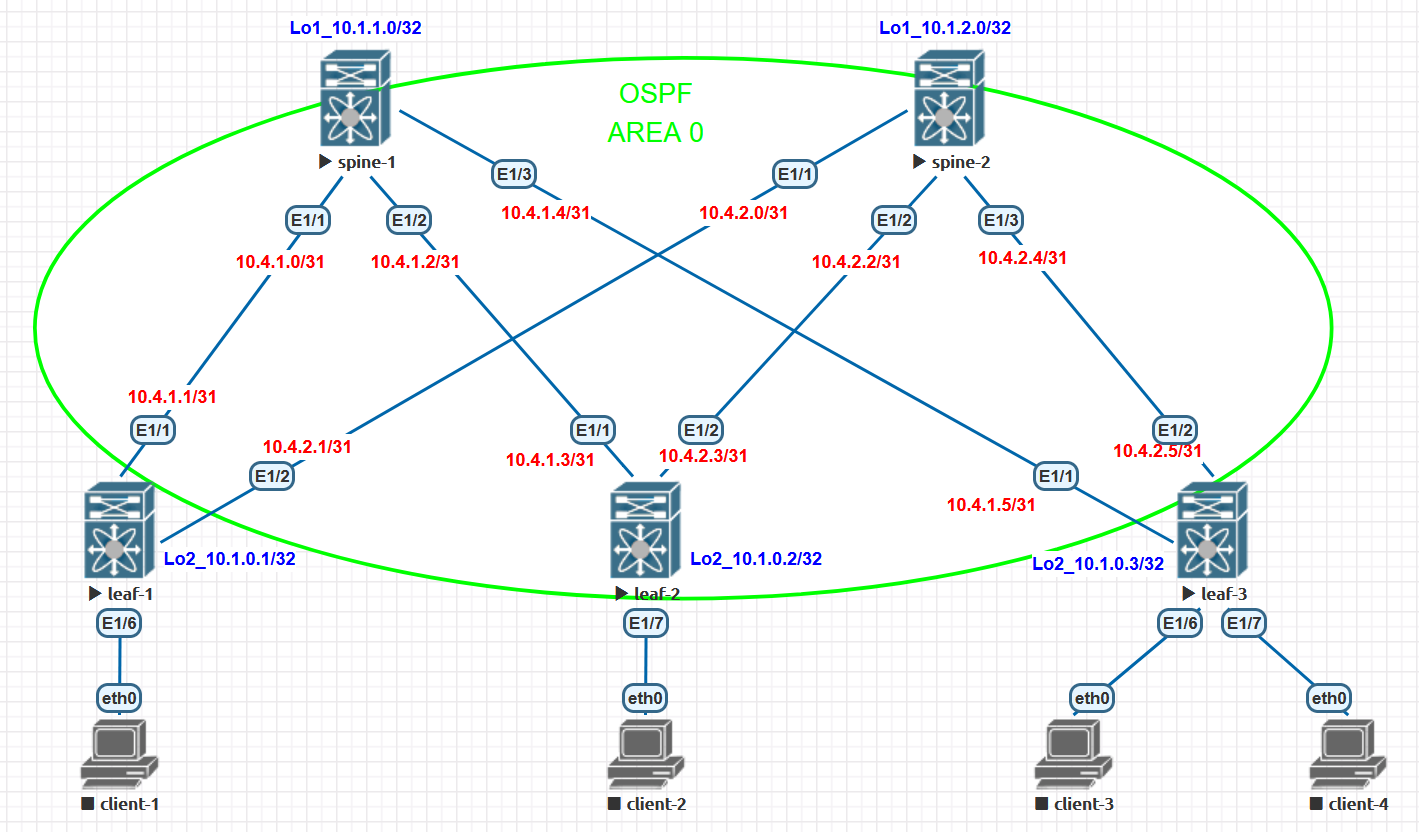 Lo1_10.1.1.0/32
Lo1_10.1.2.0/32
OSPF
AREA 0
spine-1
spine-2
E1/3
E1/1
E1/1
E1/2
E1/2
E1/3
10.4.1.4/31
10.4.2.0/31
10.4.1.0/31
10.4.1.2/31
10.4.2.2/31
10.4.2.4/31
10.4.1.1/31
E1/1
E1/1
E1/2
E1/2
10.4.2.1/31
10.4.1.3/31
10.4.2.3/31
10.4.2.5/31
E1/2
E1/1
10.4.1.5/31
Lo2_10.1.0.1/32
Lo2_10.1.0.2/32
Lo2_10.1.0.3/32
leaf-1
leaf-2
leaf-3
E1/6
E1/7
E1/6
E1/7
eth0
eth0
eth0
eth0
client-1
client-2
client-3
client-4